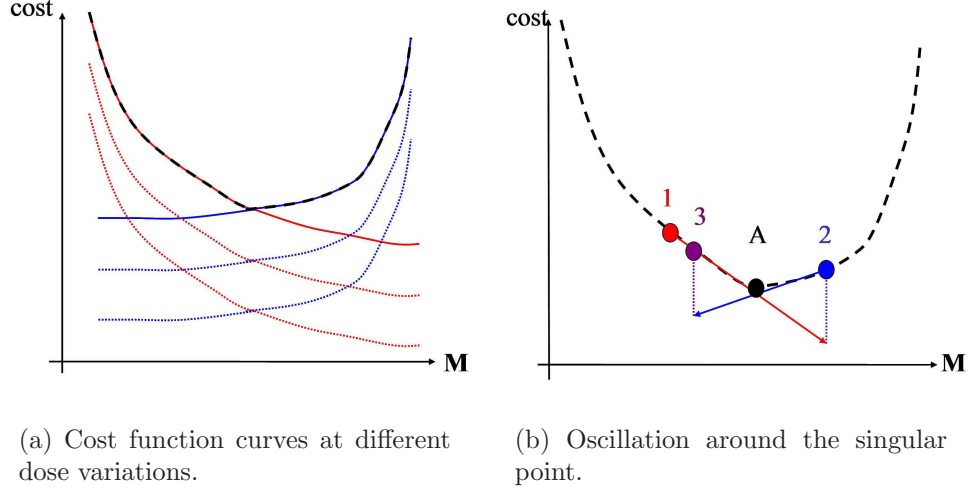 cost
M
cost
1
3
A
2
M
(a) Cost function curves at different
dose variations.
(b) Oscillation around the singular
point.